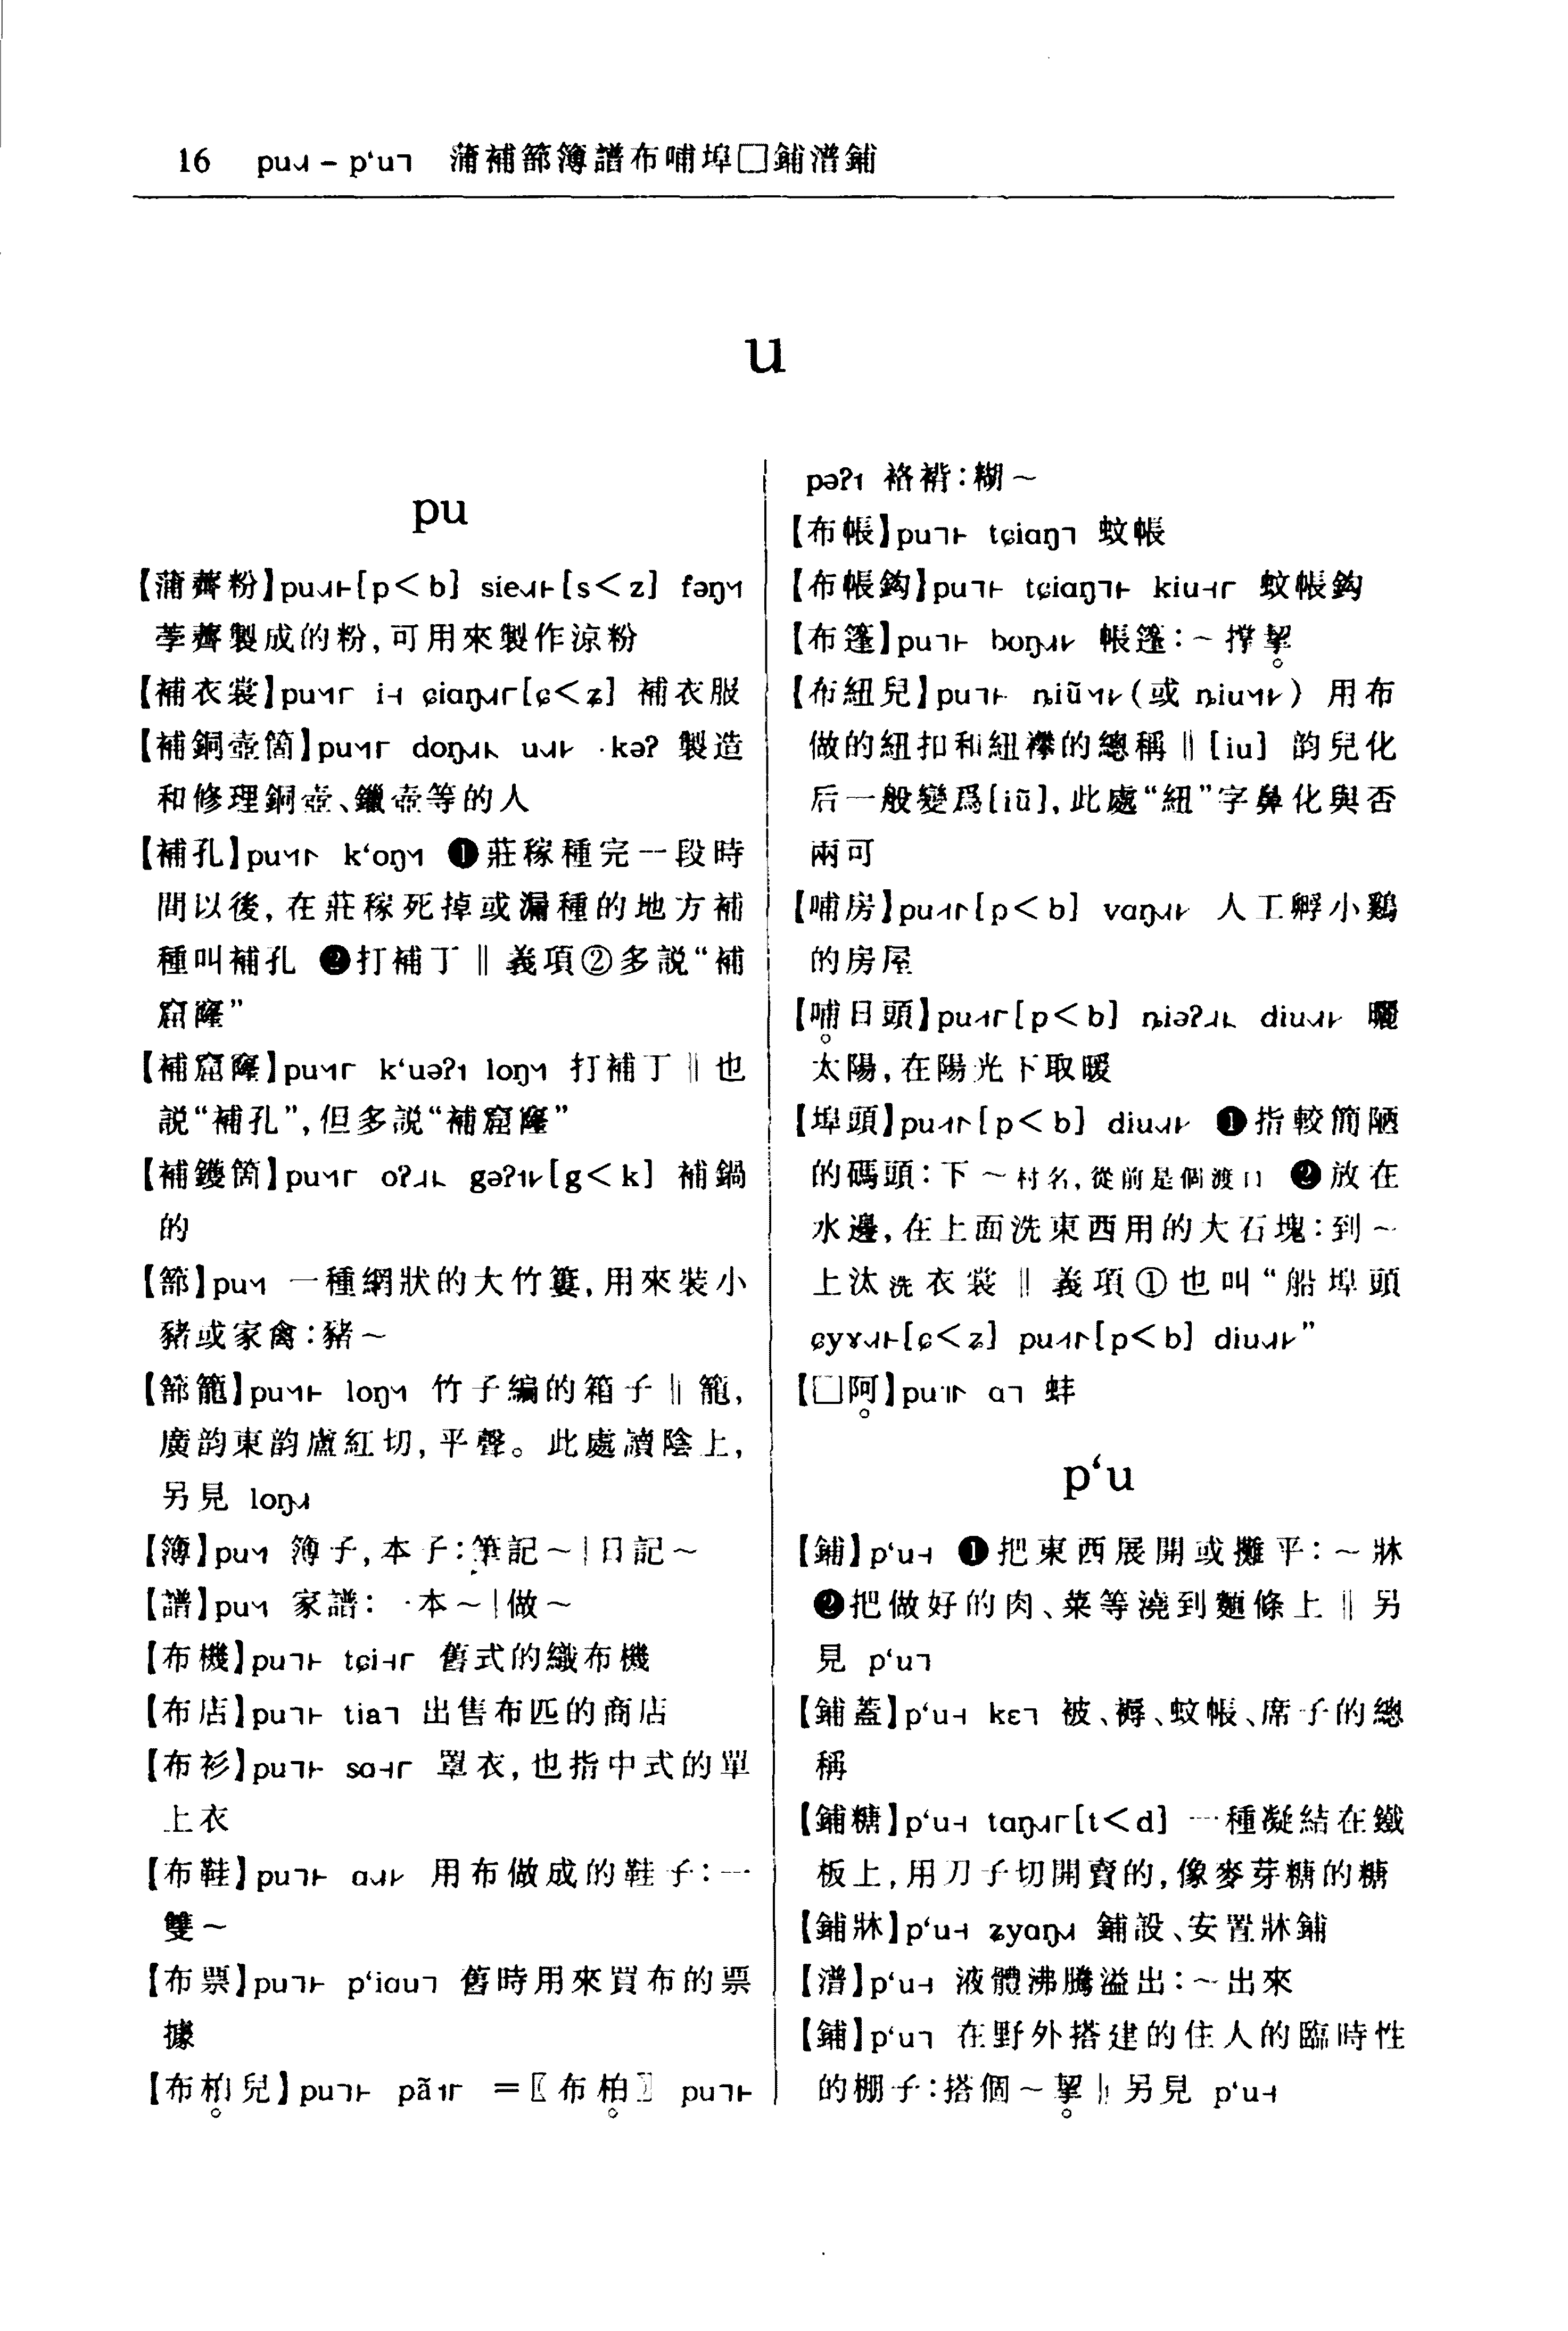 16 pu – p‘u 蒲補篰簿譜布哺埠□鋪潽鋪
u
pu
【蒲薺粉】pu[p＜b] sie[s＜z] fəŋ
荸薺製成的粉,可用來製作涼粉
【補衣裳】pu i ɕiɑŋ[ɕ＜ʑ] 補衣服
【補銅壺箇】pu doŋ u ·kəʔ 製造
和修理銅壺、鑞壺等的人
【補孔】pu k‘oŋ ❶莊稼種完一段時
間以後,在莊稼死掉或漏種的地方補
種叫補孔 ❷打補丁‖義項②多説“補
窟窿”
【補窟窿】pu k‘uəʔ loŋ 打補丁‖也
説“補孔”,但多説“補窟窿”
【補鑊箇】pu oʔ gəʔ[g＜k] 補鍋
的
【篰】pu 一種網狀的大竹簍,用來裝小
豬或家禽:豬～
【篰籠】pu loŋ 竹子編的箱子‖籠,
廣韵東韵盧紅切,平聲。此處讀陰上,
另見 loŋ
【簿】pu 簿子,本子:筆記～|日記～
【譜】pu 家譜: 一本～|做～
【布機】pu tɕi 舊式的織布機
【布店】pu tia 出售布匹的商店
【布衫】pu sɑ 罩衣,也指中式的單
上衣
【布鞋】pu ɑ 用布做成的鞋子:一
雙～
【布票】pu p‘iɑu 舊時用來買布的票
據
【布柏兒】pu pã ＝〖布柏〗 pu
pəʔ 袼褙:糊～
【布帳】pu tɕiɑŋ 蚊帳
【布帳鈎】pu tɕiɑŋ kiu 蚊帳鈎
【布篷】pu boŋ 帳篷:～撐挈
【布紐兒】pu ȵiũ(或 ȵiu) 用布
做的紐扣和紐襻的總稱‖[iu] 韵兒化
后一般變爲[iũ],此處“紐”字鼻化與否
兩可
【哺房】pu[p＜b] vɑŋ 人工孵小鷄
的房屋
【哺日頭】pu[p＜b] ȵiəʔ diu 曬
太陽,在陽光下取暖
【埠頭】pu[p＜b] diu ❶指較簡陋
的碼頭:下～村名,從前是個渡口 ❷放在
水邊,在上面洗東西用的大石塊:到～
上汰洗衣裳‖義項①也叫“船埠頭
ɕyɤ[ɕ＜ʑ] pu[p＜b] diu”
【□阿】pu ɑ 蚌
p‘u
【鋪】p‘u ❶把東西展開或攤平:～牀
❷把做好的肉、菜等澆到麵條上‖另
見 p‘u
【鋪蓋】p‘u kɛ 被、褥、蚊帳、席子的總
稱
【鋪糖】p‘u tɑŋ[t＜d] 一種凝結在鐵
板上,用刀子切開賣的,像麥芽糖的糖
【鋪牀】p‘u ʑyɑŋ 鋪設、安置牀鋪
【潽】p‘u 液體沸騰溢出:～出來
【鋪】p‘u 在野外搭建的住人的臨時性
的棚子:搭個～挈‖另見 p‘u